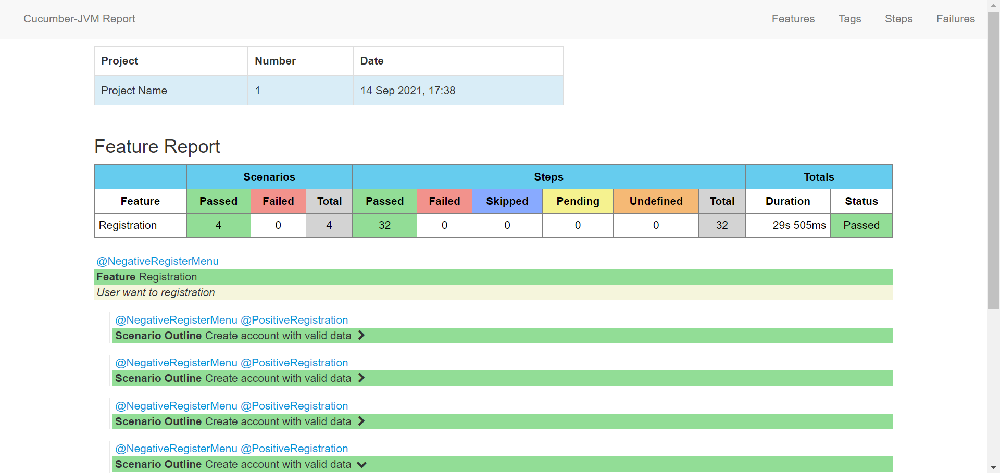 Cucumber-JVM Report Features Tags Steps Failures
Project Number Date
Project Name 1 14 Sep 2021, 17:38
Feature Report
Scenarios Steps Totals
Feature Passed Failed Total Passed Failed Skipped Pending Undefined Total Duration Status
Registration 4 0 4 32 0 0 0 0 32 29s 505ms Passed
@NegativeRegisterMenu
Feature Registration
User want to registration
@NegativeRegisterMenu @PositiveRegistration
Scenario Outline Create account with valid data
@NegativeRegisterMenu @PositiveRegistration
Scenario Outline Create account with valid data
@NegativeRegisterMenu @PositiveRegistration
Scenario Outline Create account with valid data
@NegativeRegisterMenu @PositiveRegistration
Scenario Outline Create account with valid data